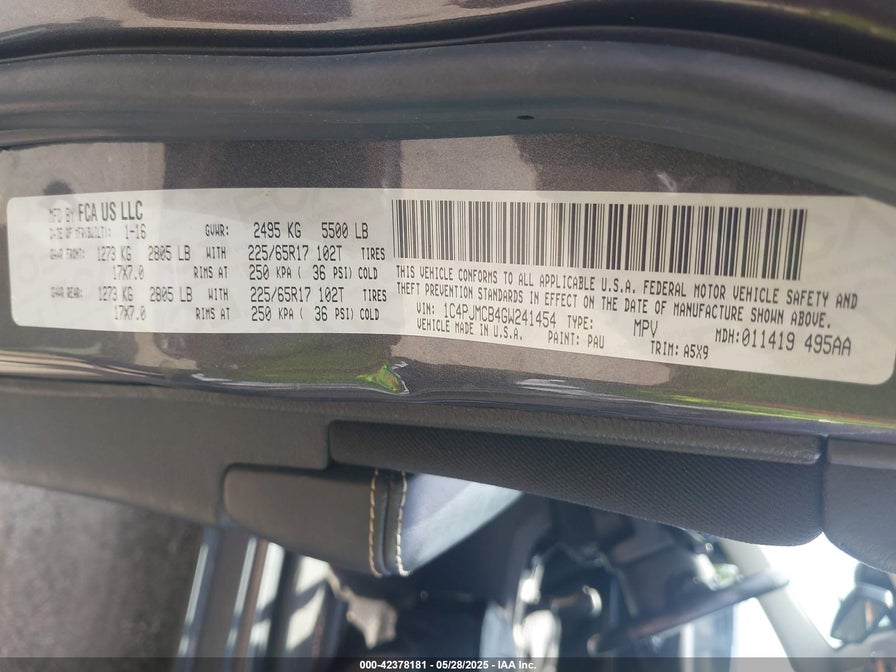 MFD BY FCA US LLC
DATE OF MFR(BUILT): 1-16 GVWR: 2495 KG 5500 LB
GAWR FRONT: 1273 KG 2805 LB WITH 225/65R17 102T TIRES
17X7.0 RIMS AT 250 KPA ( 36 PSI) COLD
GAWR REAR: 1273 KG 2805 LB WITH 225/65R17 102T TIRES
17X7.0 RIMS AT 250 KPA ( 36 PSI) COLD
THIS VEHICLE CONFORMS TO ALL APPLICABLE U.S.A. FEDERAL MOTOR VEHICLE SAFETY AND
THEFT PREVENTION STANDARDS IN EFFECT ON THE DATE OF MANUFACTURE SHOWN ABOVE.
VIN: 1C4PJMCB4GW241454 TYPE: MPV MDH:011419 495AA
VEHICLE MADE IN U.S.A. PAINT: PAU TRIM: A5X9
000-42378181 - 05/28/2025 - IAA Inc.